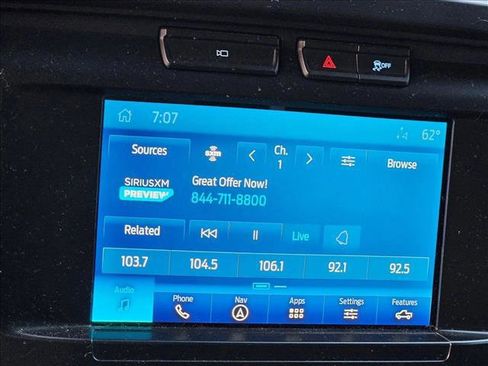 OFF
7:07
62°
Sources
sxm
Ch.
1
Browse
SIRIUSXM
PREVIEW
Great Offer Now!
844-711-8800
Related
Live
103.7 104.5 106.1 92.1 92.5
Audio Phone Nav Apps Settings Features